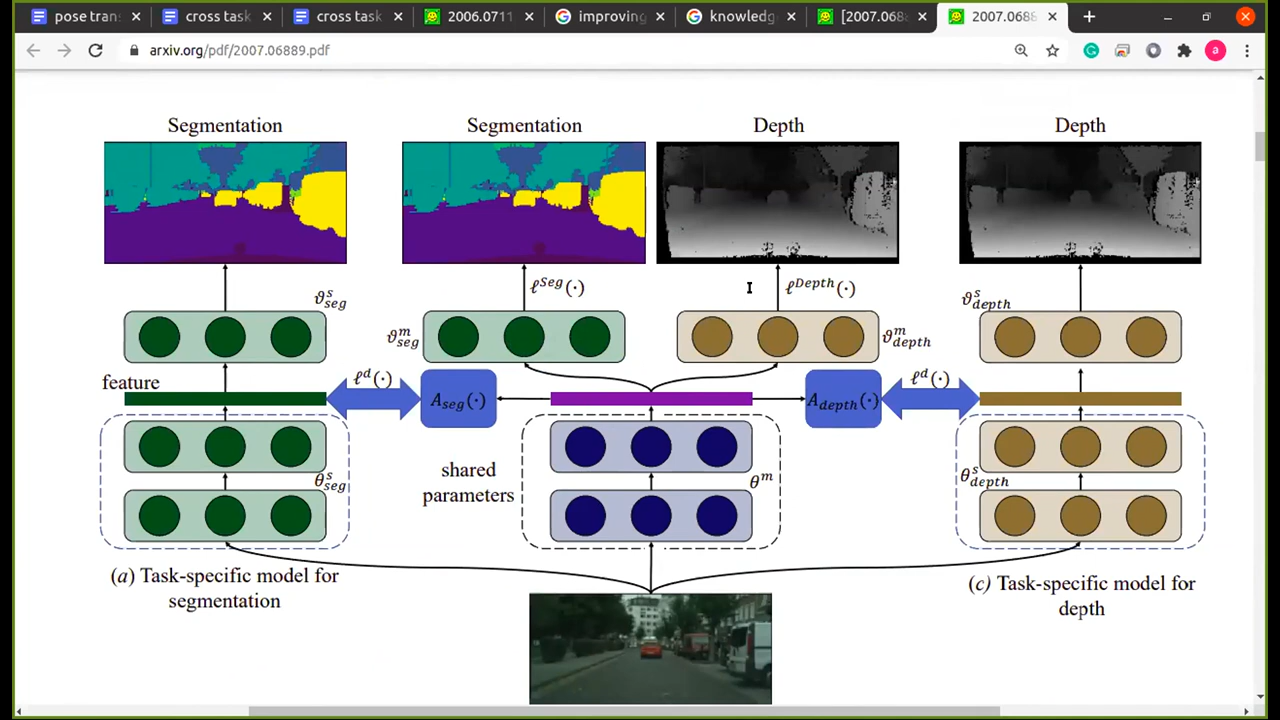 pose trans
cross task
cross task
2006.0711
improving
knowledg
[2007.068
2007.0688
arxiv.org/pdf/2007.06889.pdf
a
Segmentation
Segmentation
Depth
Depth
ϑ^s_seg
ℓ^Seg(·)
ℓ^Depth(·)
ϑ^s_depth
ϑ^m_seg
ϑ^m_depth
feature
ℓ^d(·)
A_seg(·)
A_depth(·)
ℓ^d(·)
shared
parameters
θ^s_seg
θ^m
θ^s_depth
(a) Task-specific model for
segmentation
(c) Task-specific model for
depth